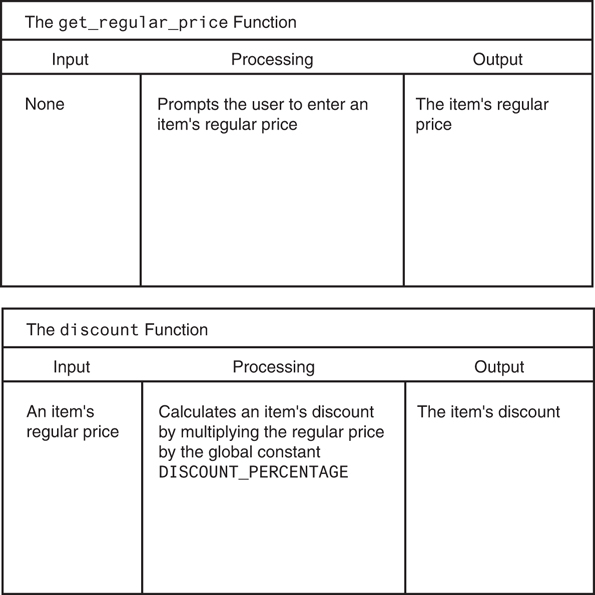 The get_regular_price Function
Input Processing Output
None
Prompts the user to enter an
item's regular price
The item's regular
price
The discount Function
Input Processing Output
An item's
regular price
Calculates an item's discount
by multiplying the regular price
by the global constant
DISCOUNT_PERCENTAGE
The item's discount